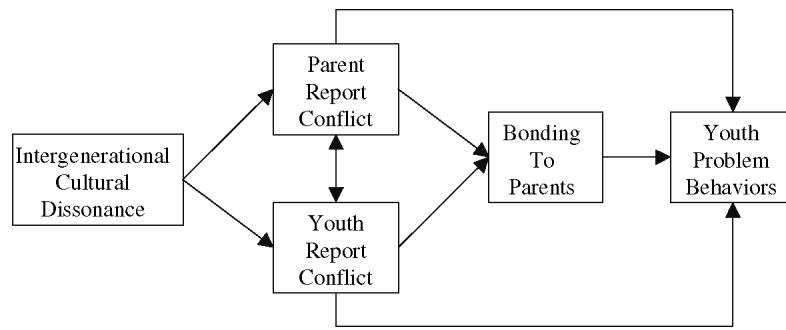 Intergenerational
Cultural
Dissonance
Parent
Report
Conflict
Youth
Report
Conflict
Bonding
To
Parents
Youth
Problem
Behaviors